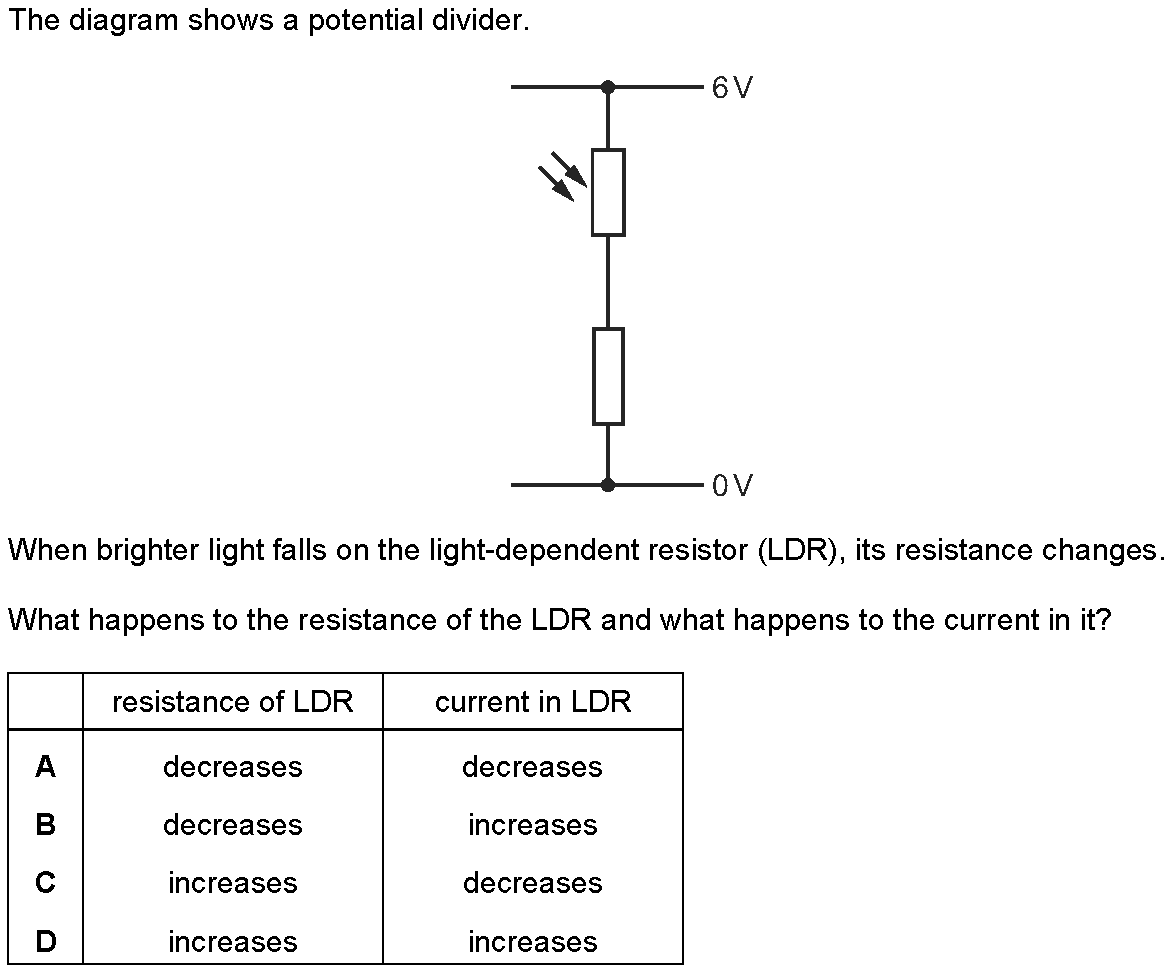 The diagram shows a potential divider.
6 V
0 V
When brighter light falls on the light-dependent resistor (LDR), its resistance changes.
What happens to the resistance of the LDR and what happens to the current in it?
resistance of LDR current in LDR
A decreases decreases
B decreases increases
C increases decreases
D increases increases